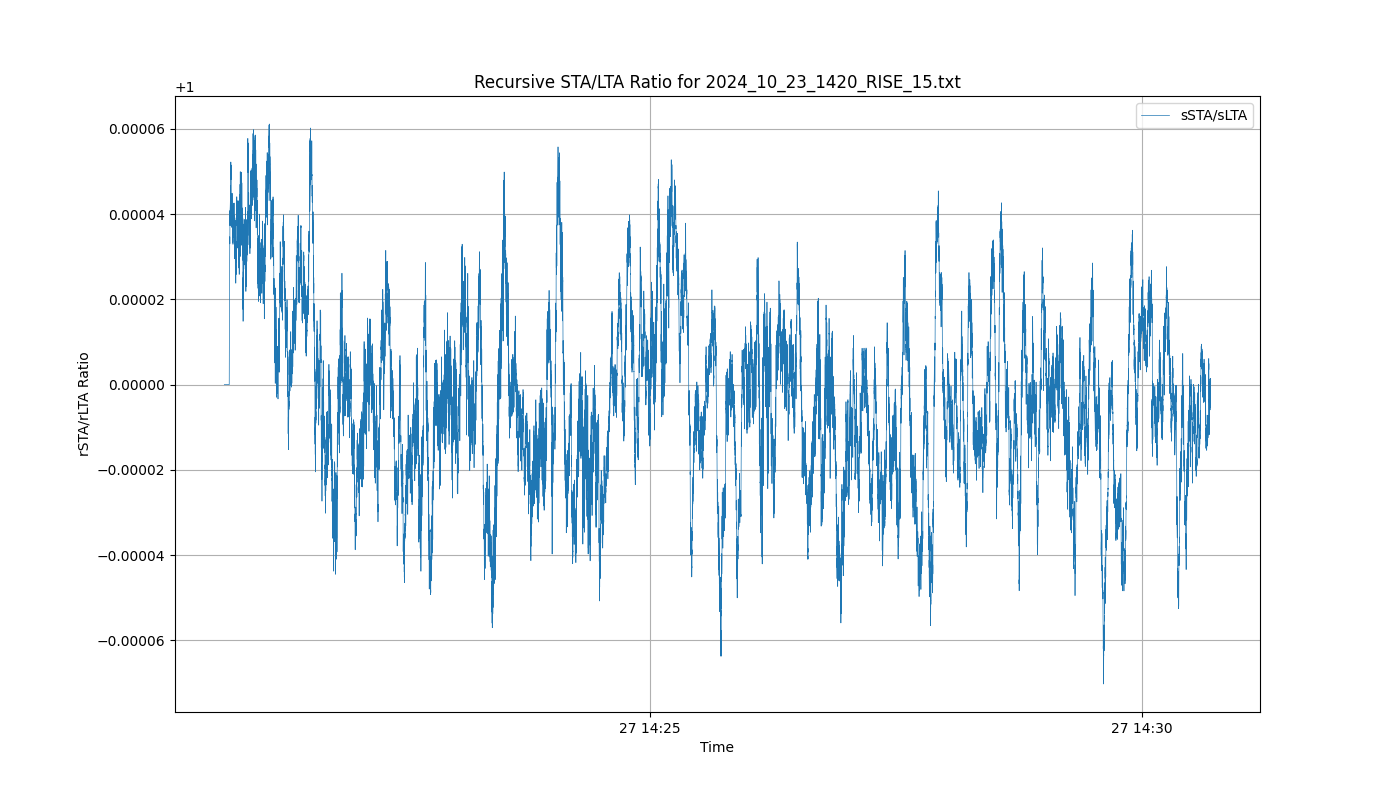 Recursive STA/LTA Ratio for 2024_10_23_1420_RISE_15.txt
+1
sSTA/sLTA
0.00006
0.00004
0.00002
0.00000
−0.00002
−0.00004
−0.00006
rSTA/rLTA Ratio
27 14:25
27 14:30
Time